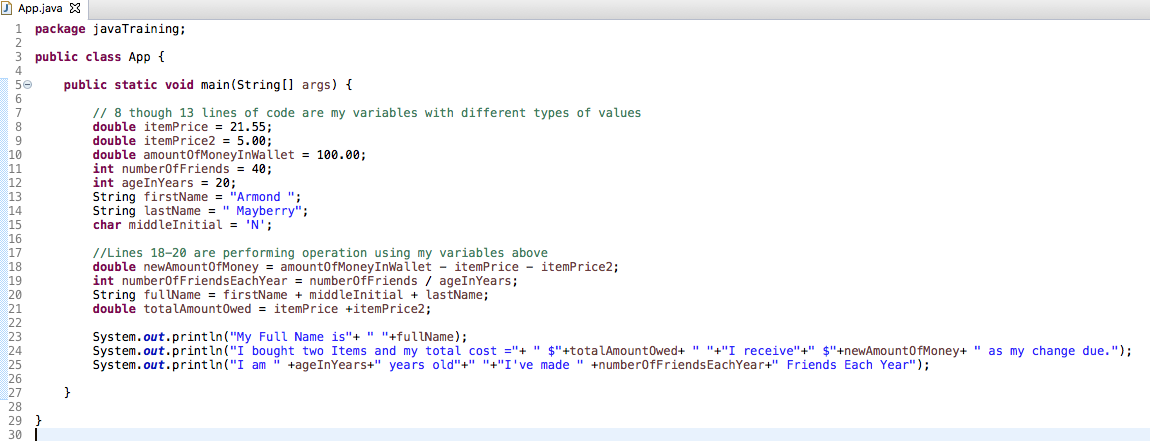 App.java
1 package javaTraining;
2
3 public class App {
4
5 public static void main(String[] args) {
6
7 // 8 though 13 lines of code are my variables with different types of values
8 double itemPrice = 21.55;
9 double itemPrice2 = 5.00;
10 double amountOfMoneyInWallet = 100.00;
11 int numberOfFriends = 40;
12 int ageInYears = 20;
13 String firstName = "Armond ";
14 String lastName = " Mayberry";
15 char middleInitial = 'N';
16
17 //Lines 18-20 are performing operation using my variables above
18 double newAmountOfMoney = amountOfMoneyInWallet - itemPrice - itemPrice2;
19 int numberOfFriendsEachYear = numberOfFriends / ageInYears;
20 String fullName = firstName + middleInitial + lastName;
21 double totalAmountOwed = itemPrice +itemPrice2;
22
23 System.out.println("My Full Name is"+ " "+fullName);
24 System.out.println("I bought two Items and my total cost ="+ " $"+totalAmountOwed+ " "+"I receive"+" $"+newAmountOfMoney+ " as my change due.");
25 System.out.println("I am " +ageInYears+" years old"+" "+"I've made " +numberOfFriendsEachYear+" Friends Each Year");
26
27 }
28
29 }
30